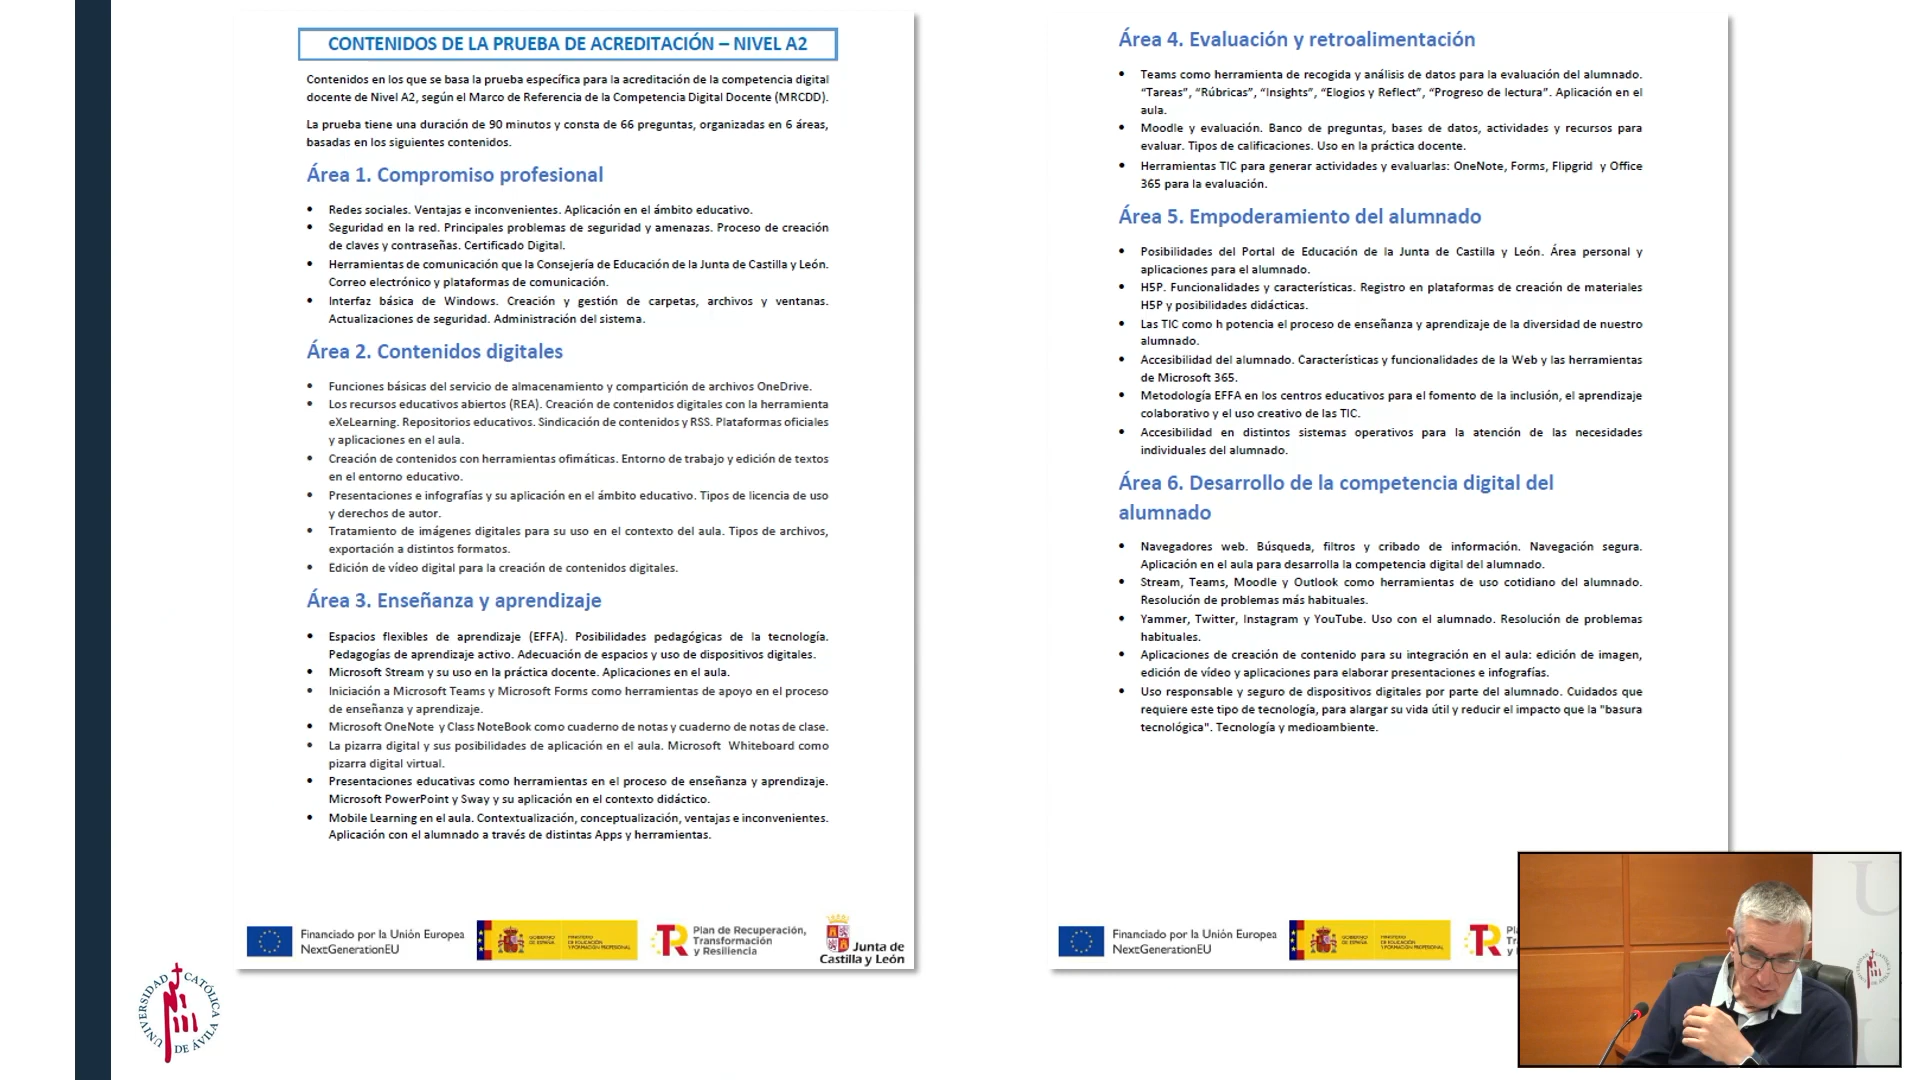 CONTENIDOS DE LA PRUEBA DE ACREDITACIÓN – NIVEL A2
Contenidos en los que se basa la prueba específica para la acreditación de la competencia digital
docente de Nivel A2, según el Marco de Referencia de la Competencia Digital Docente (MRCDD).
La prueba tiene una duración de 90 minutos y consta de 66 preguntas, organizadas en 6 áreas,
basadas en los siguientes contenidos.
Área 1. Compromiso profesional
• Redes sociales. Ventajas e inconvenientes. Aplicación en el ámbito educativo.
• Seguridad en la red. Principales problemas de seguridad y amenazas. Proceso de creación
de claves y contraseñas. Certificado Digital.
• Herramientas de comunicación que la Consejería de Educación de la Junta de Castilla y León.
Correo electrónico y plataformas de comunicación.
• Interfaz básica de Windows. Creación y gestión de carpetas, archivos y ventanas.
Actualizaciones de seguridad. Administración del sistema.
Área 2. Contenidos digitales
• Funciones básicas del servicio de almacenamiento y compartición de archivos OneDrive.
• Los recursos educativos abiertos (REA). Creación de contenidos digitales con la herramienta
eXeLearning. Repositorios educativos. Sindicación de contenidos y RSS. Plataformas oficiales
y aplicaciones en el aula.
• Creación de contenidos con herramientas ofimáticas. Entorno de trabajo y edición de textos
en el entorno educativo.
• Presentaciones e infografías y su aplicación en el ámbito educativo. Tipos de licencia de uso
y derechos de autor.
• Tratamiento de imágenes digitales para su uso en el contexto del aula. Tipos de archivos,
exportación a distintos formatos.
• Edición de vídeo digital para la creación de contenidos digitales.
Área 3. Enseñanza y aprendizaje
• Espacios flexibles de aprendizaje (EFFA). Posibilidades pedagógicas de la tecnología.
Pedagogías de aprendizaje activo. Adecuación de espacios y uso de dispositivos digitales.
• Microsoft Stream y su uso en la práctica docente. Aplicaciones en el aula.
• Iniciación a Microsoft Teams y Microsoft Forms como herramientas de apoyo en el proceso
de enseñanza y aprendizaje.
• Microsoft OneNote y Class NoteBook como cuaderno de notas y cuaderno de notas de clase.
• La pizarra digital y sus posibilidades de aplicación en el aula. Microsoft Whiteboard como
pizarra digital virtual.
• Presentaciones educativas como herramientas en el proceso de enseñanza y aprendizaje.
Microsoft PowerPoint y Sway y su aplicación en el contexto didáctico.
• Mobile Learning en el aula. Contextualización, conceptualización, ventajas e inconvenientes.
Aplicación con el alumnado a través de distintas Apps y herramientas.
Financiado por la Unión Europea
NextGenerationEU
GOBIERNO
DE ESPAÑA
MINISTERIO
DE EDUCACIÓN
Y FORMACIÓN PROFESIONAL
Plan de Recuperación,
Transformación
y Resiliencia
Junta de
Castilla y León
UNIVERSIDAD CATÓLICA
DE ÁVILA
Área 4. Evaluación y retroalimentación
• Teams como herramienta de recogida y análisis de datos para la evaluación del alumnado.
“Tareas”, “Rúbricas”, “Insights”, “Elogios y Reflect”, “Progreso de lectura”. Aplicación en el
aula.
• Moodle y evaluación. Banco de preguntas, bases de datos, actividades y recursos para
evaluar. Tipos de calificaciones. Uso en la práctica docente.
• Herramientas TIC para generar actividades y evaluarlas: OneNote, Forms, Flipgrid y Office
365 para la evaluación.
Área 5. Empoderamiento del alumnado
• Posibilidades del Portal de Educación de la Junta de Castilla y León. Área personal y
aplicaciones para el alumnado.
• H5P. Funcionalidades y características. Registro en plataformas de creación de materiales
H5P y posibilidades didácticas.
• Las TIC como h potencia el proceso de enseñanza y aprendizaje de la diversidad de nuestro
alumnado.
• Accesibilidad del alumnado. Características y funcionalidades de la Web y las herramientas
de Microsoft 365.
• Metodología EFFA en los centros educativos para el fomento de la inclusión, el aprendizaje
colaborativo y el uso creativo de las TIC.
• Accesibilidad en distintos sistemas operativos para la atención de las necesidades
individuales del alumnado.
Área 6. Desarrollo de la competencia digital del
alumnado
• Navegadores web. Búsqueda, filtros y cribado de información. Navegación segura.
Aplicación en el aula para desarrolla la competencia digital del alumnado.
• Stream, Teams, Moodle y Outlook como herramientas de uso cotidiano del alumnado.
Resolución de problemas más habituales.
• Yammer, Twitter, Instagram y YouTube. Uso con el alumnado. Resolución de problemas
habituales.
• Aplicaciones de creación de contenido para su integración en el aula: edición de imagen,
edición de vídeo y aplicaciones para elaborar presentaciones e infografías.
• Uso responsable y seguro de dispositivos digitales por parte del alumnado. Cuidados que
requiere este tipo de tecnología, para alargar su vida útil y reducir el impacto que la "basura
tecnológica". Tecnología y medioambiente.
Financiado por la Unión Europea
NextGenerationEU
GOBIERNO
DE ESPAÑA
MINISTERIO
DE EDUCACIÓN
Y FORMACIÓN PROFESIONAL